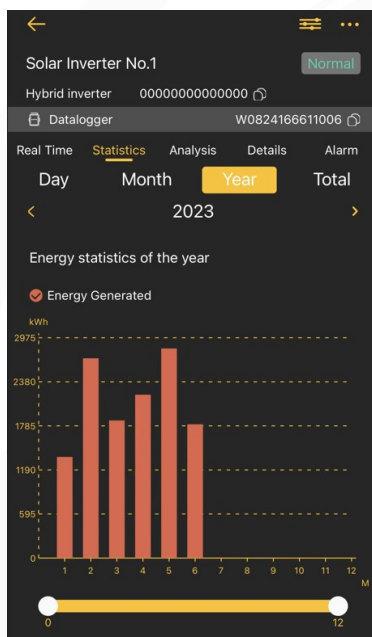 Solar Inverter No.1
Normal
Hybrid inverter 00000000000000
Datalogger W0824166611006
Real Time Statistics Analysis Details Alarm
Day Month Year Total
< 2023 >
Energy statistics of the year
Energy Generated
kWh
2975
2380
1785
1190
595
0
1 2 3 4 5 6 7 8 9 10 11 12
M
0 12